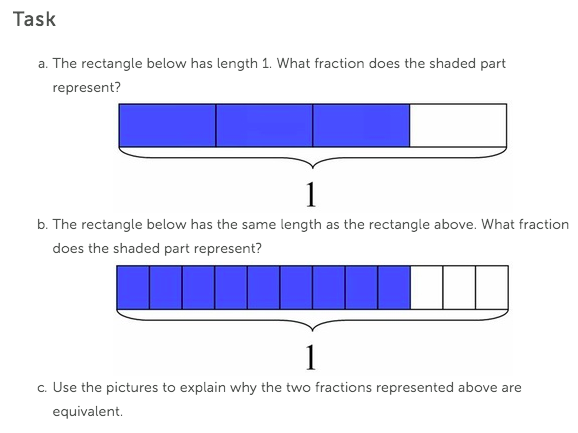 Task
a. The rectangle below has length 1. What fraction does the shaded part
represent?
1
b. The rectangle below has the same length as the rectangle above. What fraction
does the shaded part represent?
1
c. Use the pictures to explain why the two fractions represented above are
equivalent.